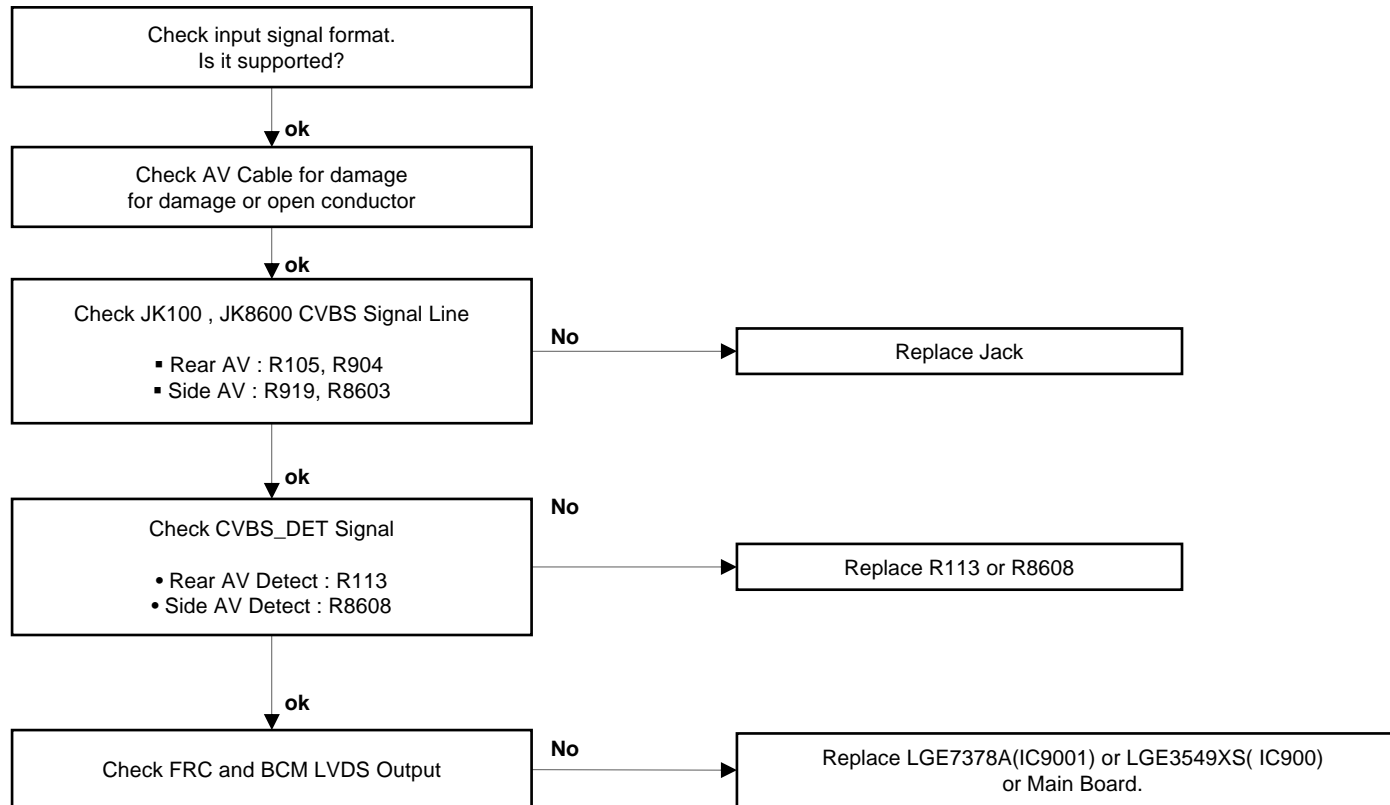 Check input signal format.
Is it supported?
ok
Check AV Cable for damage
for damage or open conductor
ok
Check JK100 , JK8600 CVBS Signal Line
▪ Rear AV : R105, R904
▪ Side AV : R919, R8603
No
Replace Jack
ok
Check CVBS_DET Signal
• Rear AV Detect : R113
• Side AV Detect : R8608
No
Replace R113 or R8608
ok
Check FRC and BCM LVDS Output
No
Replace LGE7378A(IC9001) or LGE3549XS( IC900)
or Main Board.